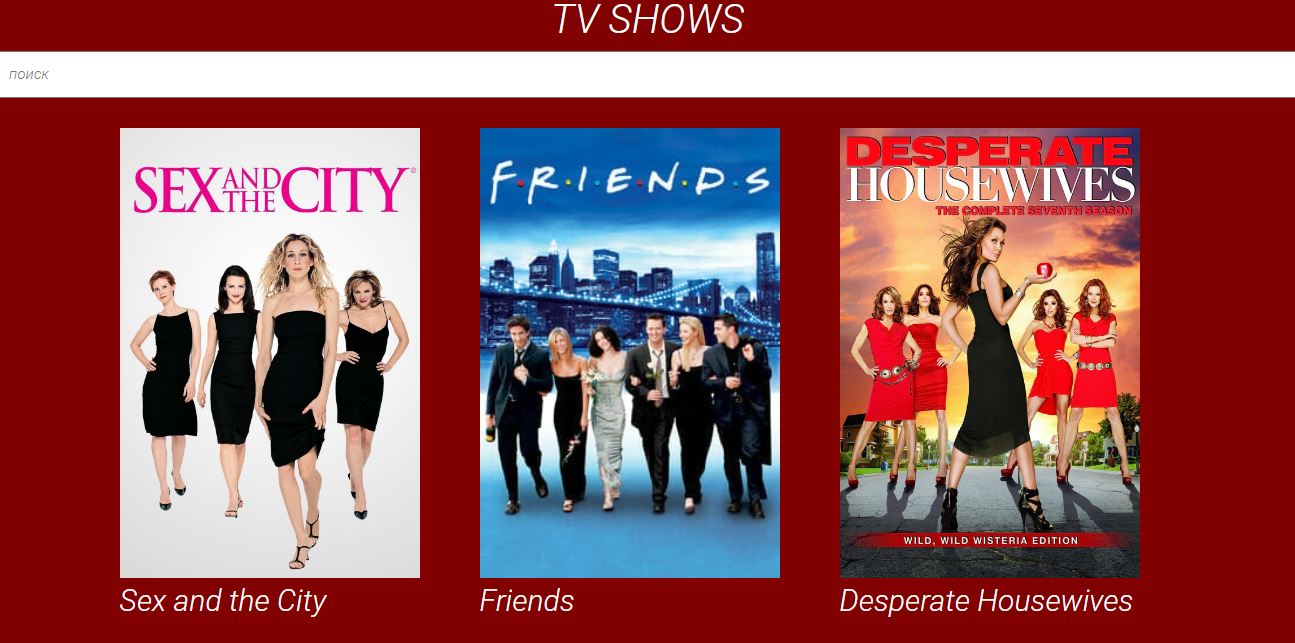 TV SHOWS
поиск
SEX AND THE CITY®
F·R·I·E·N·D·S
DESPERATE
HOUSEWIVES
THE COMPLETE SEVENTH SEASON
WILD, WILD WISTERIA EDITION
Sex and the City
Friends
Desperate Housewives